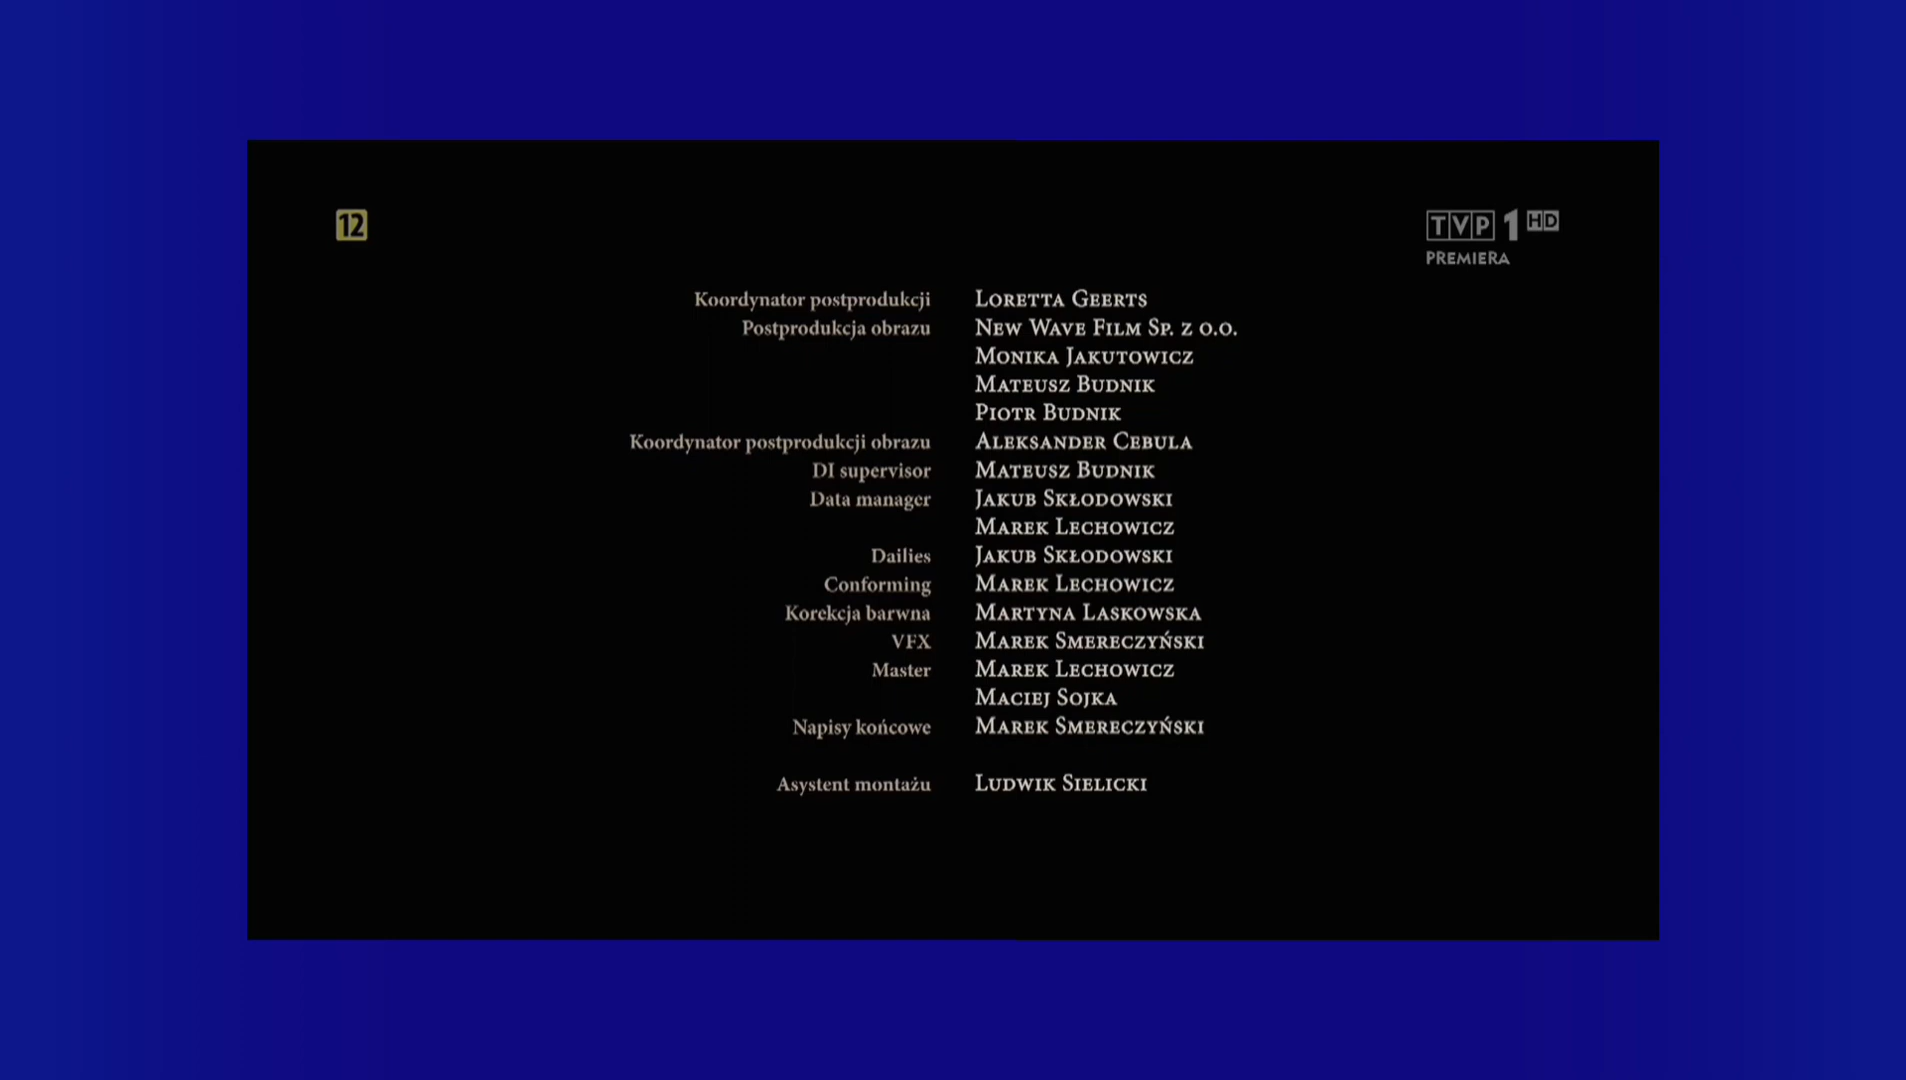 12
TVP 1 HD
PREMIERA
Koordynator postprodukcji Loretta Geerts
Postprodukcja obrazu New Wave Film Sp. z o.o.
Monika Jakutowicz
Mateusz Budnik
Piotr Budnik
Koordynator postprodukcji obrazu Aleksander Cebula
DI supervisor Mateusz Budnik
Data manager Jakub Skłodowski
Marek Lechowicz
Dailies Jakub Skłodowski
Conforming Marek Lechowicz
Korekcja barwna Martyna Laskowska
VFX Marek Smereczyński
Master Marek Lechowicz
Maciej Sojka
Napisy końcowe Marek Smereczyński
Asystent montażu Ludwik Sielicki